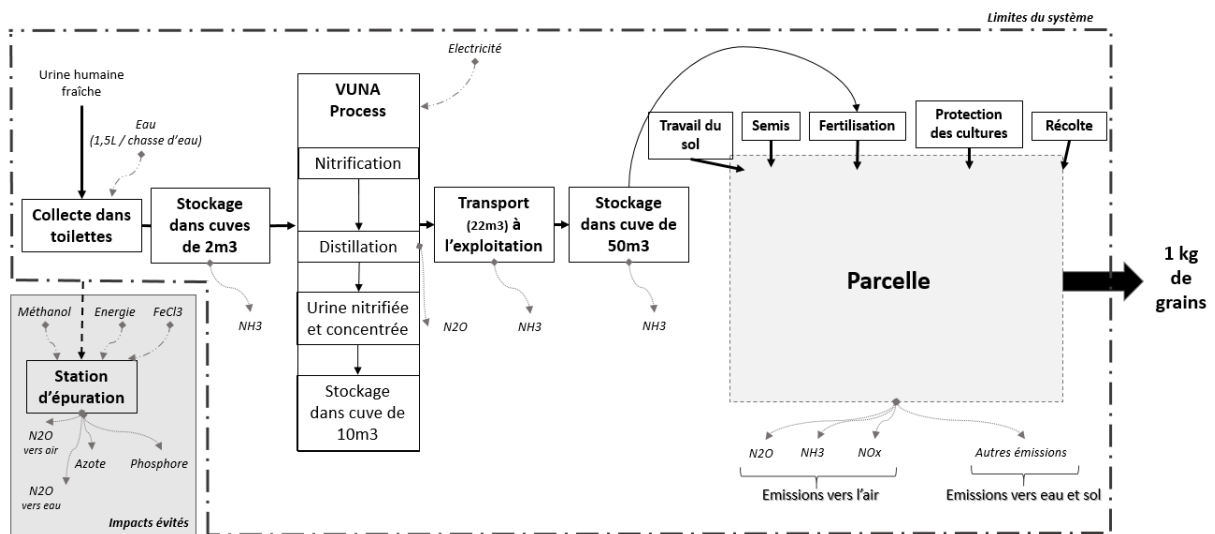 Limites du système
Urine humaine
fraîche
Eau
(1,5L / chasse d’eau)
Collecte dans
toilettes
Stockage
dans cuves
de 2m3
NH3
VUNA
Process
Nitrification
Distillation
Urine nitrifiée
et concentrée
Stockage
dans cuve de
10m3
Electricité
N2O
Transport
(22m3) à
l’exploitation
NH3
Stockage
dans cuve de
50m3
NH3
Travail du
sol
Semis
Fertilisation
Protection
des cultures
Récolte
Parcelle
1 kg
de
grains
N2O
NH3
NOx
Autres émissions
Emissions vers l’air
Emissions vers eau et sol
Méthanol
Energie
FeCl3
Station
d’épuration
N2O
vers air
Azote
Phosphore
N2O
vers eau
Impacts évités